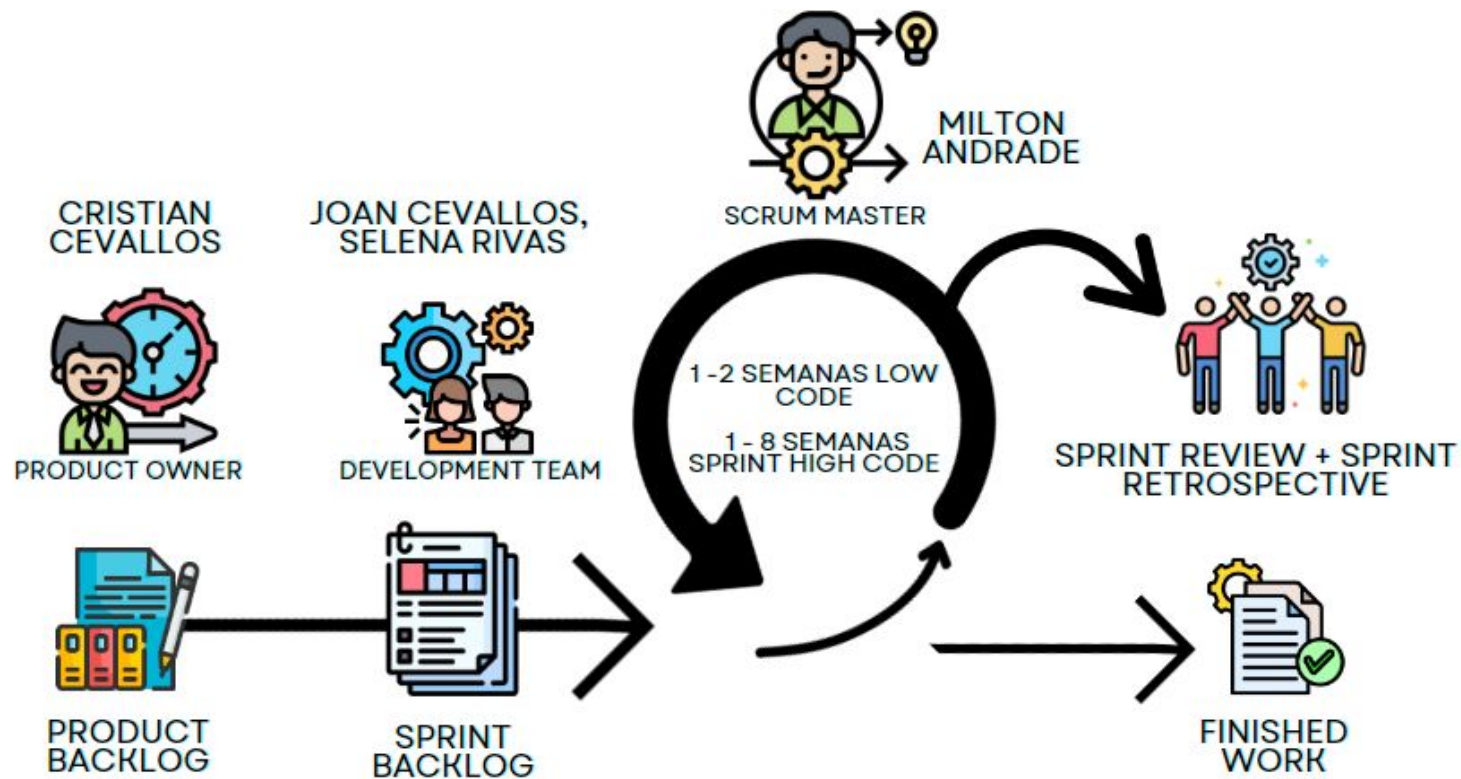 MILTON
ANDRADE
SCRUM MASTER
CRISTIAN
CEVALLOS
PRODUCT OWNER
JOAN CEVALLOS,
SELENA RIVAS
DEVELOPMENT TEAM
1 -2 SEMANAS LOW
CODE
1 - 8 SEMANAS
SPRINT HIGH CODE
SPRINT REVIEW + SPRINT
RETROSPECTIVE
PRODUCT
BACKLOG
SPRINT
BACKLOG
FINISHED
WORK